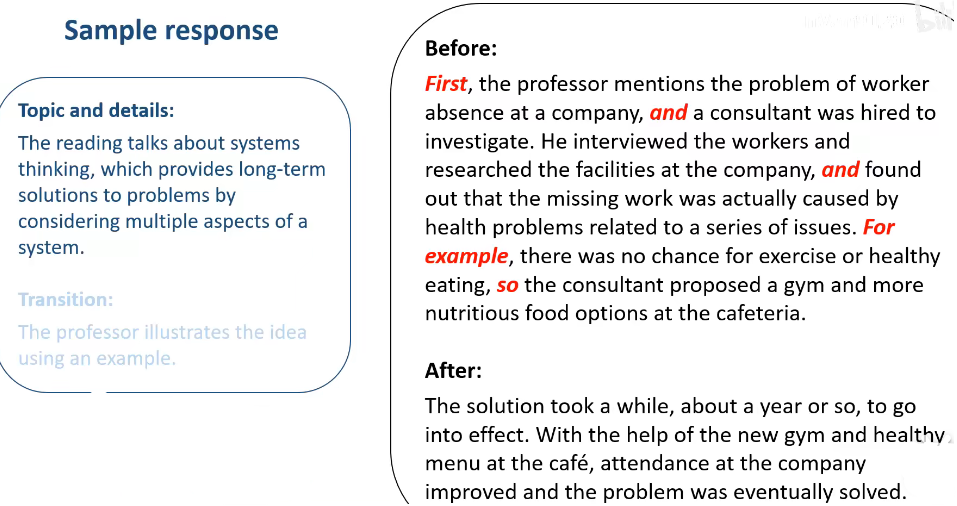 Sample response
Topic and details:
The reading talks about systems
thinking, which provides long-term
solutions to problems by
considering multiple aspects of a
system.
Transition:
The professor illustrates the idea
using an example.
Before:
First, the professor mentions the problem of worker
absence at a company, and a consultant was hired to
investigate. He interviewed the workers and
researched the facilities at the company, and found
out that the missing work was actually caused by
health problems related to a series of issues. For
example, there was no chance for exercise or healthy
eating, so the consultant proposed a gym and more
nutritious food options at the cafeteria.
After:
The solution took a while, about a year or so, to go
into effect. With the help of the new gym and healthy
menu at the café, attendance at the company
improved and the problem was eventually solved.